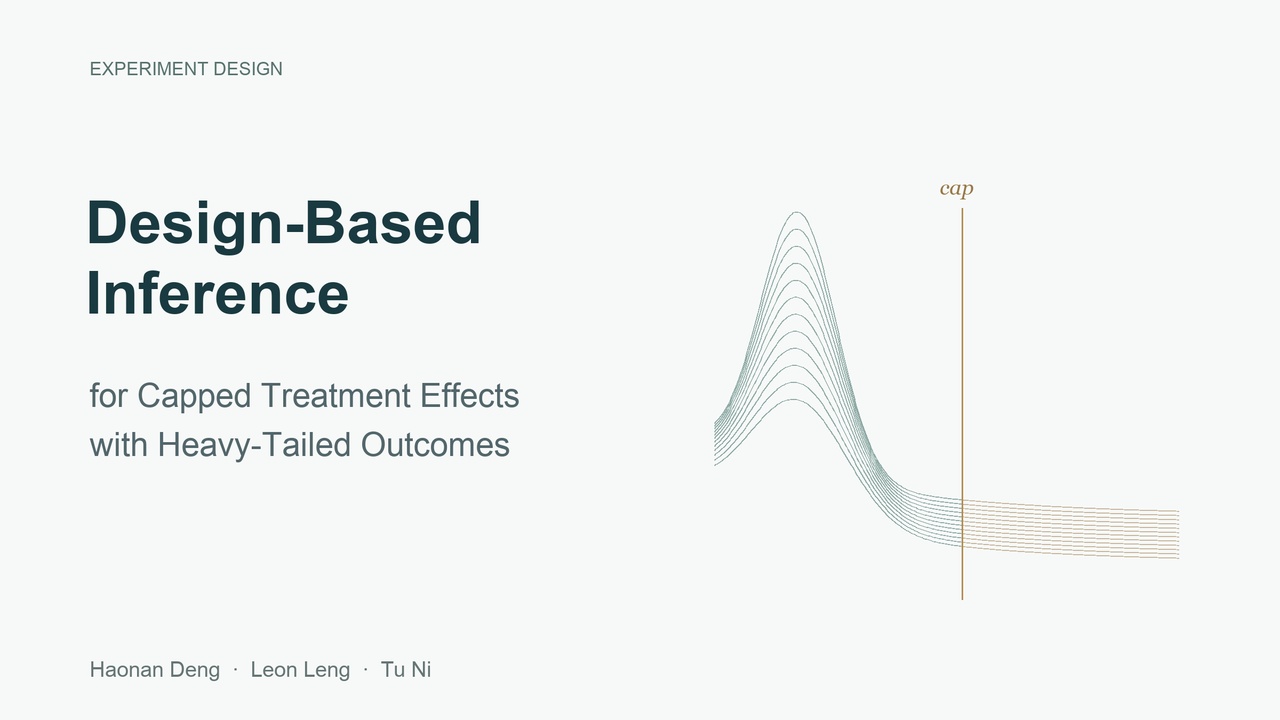 EXPERIMENT DESIGN
Design-Based
Inference
for Capped Treatment Effects
with Heavy-Tailed Outcomes
cap
Haonan Deng · Leon Leng · Tu Ni